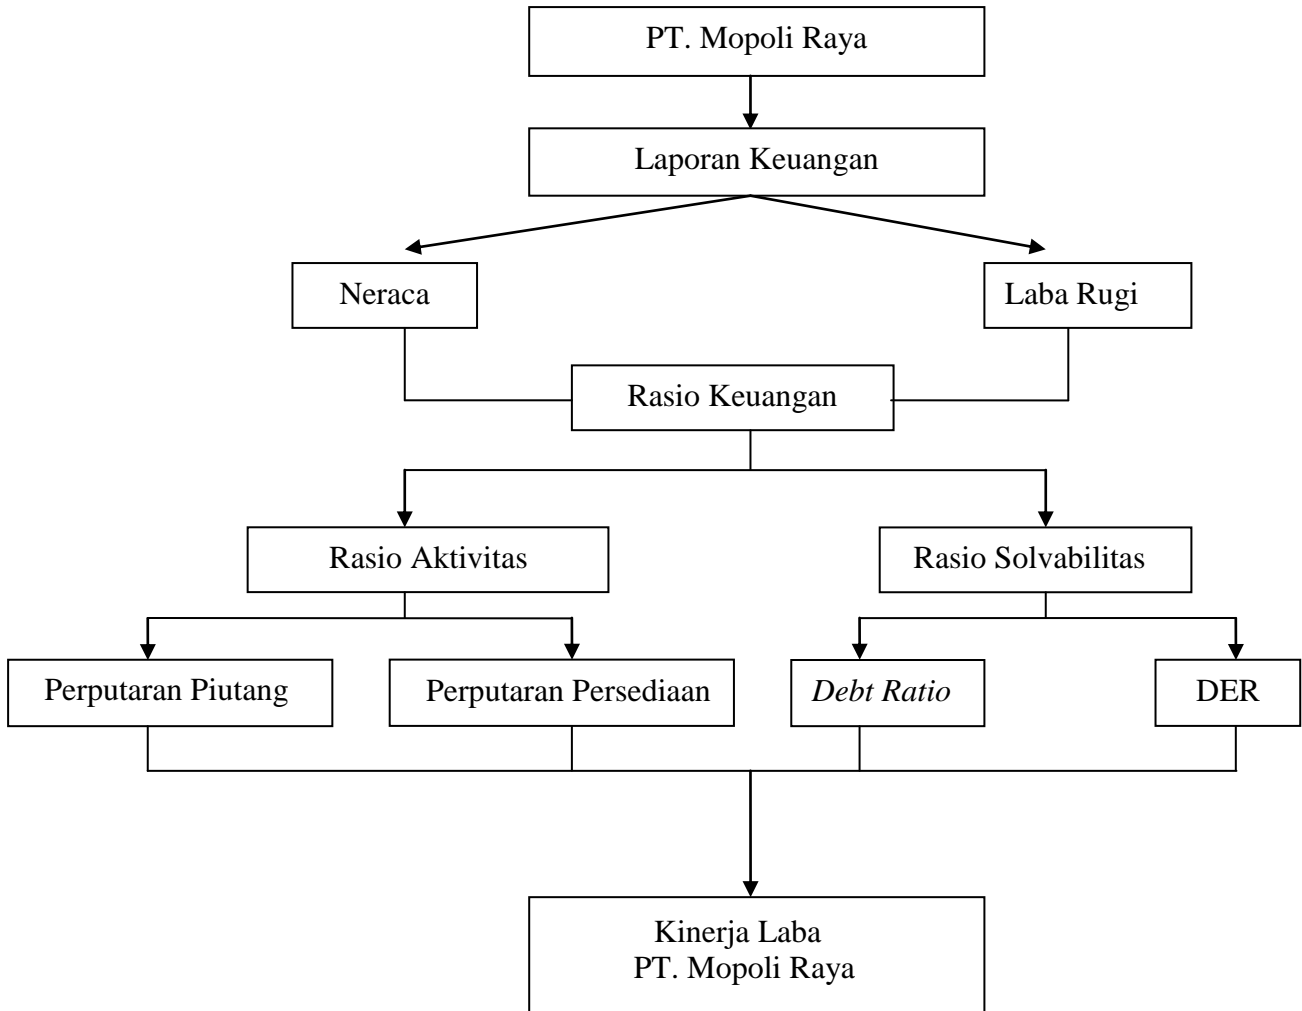 PT. Mopoli Raya
Laporan Keuangan
Neraca
Laba Rugi
Rasio Keuangan
Rasio Aktivitas
Rasio Solvabilitas
Perputaran Piutang
Perputaran Persediaan
Debt Ratio
DER
Kinerja Laba
PT. Mopoli Raya